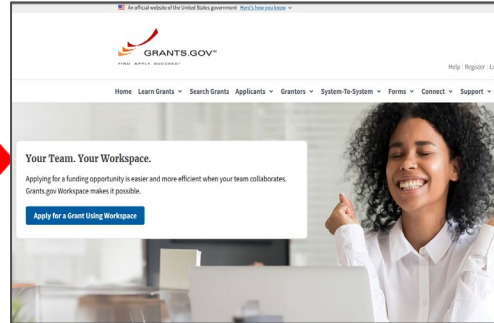 An official website of the United States government Here's how you know
GRANTS.GOV™
FIND. APPLY. SUCCEED.™
Help | Register
Home Learn Grants Search Grants Applicants Grantors System-To-System Forms Connect Support
Your Team. Your Workspace.
Applying for a funding opportunity is easier and more efficient when your team collaborates.
Grants.gov Workspace makes it possible.
Apply for a Grant Using Workspace